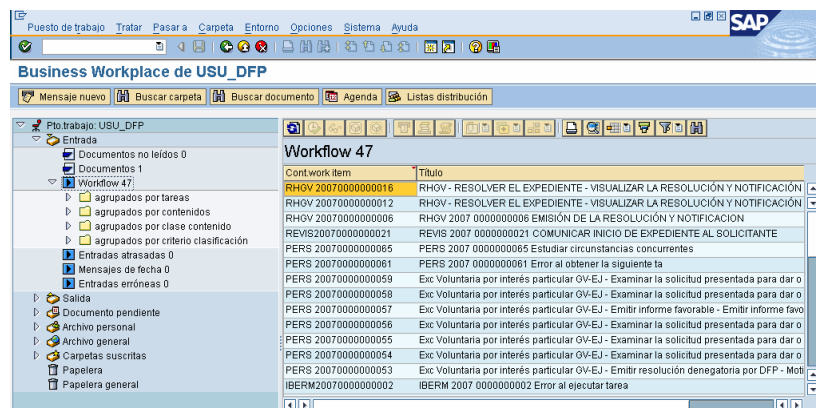 Puesto de trabajo Tratar Pasar a Carpeta Entorno Opciones Sistema Ayuda
SAP
Business Workplace de USU_DFP
Mensaje nuevo Buscar carpeta Buscar documento Agenda Listas distribución
Pto.trabajo: USU_DFP
Entrada
Documentos no leídos 0
Documentos 1
Workflow 47
agrupados por tareas
agrupados por contenidos
agrupados por clase contenido
agrupados por criterio clasificación
Entradas atrasadas 0
Mensajes de fecha 0
Entradas erróneas 0
Salida
Documento pendiente
Archivo personal
Archivo general
Carpetas suscritas
Papelera
Papelera general
Workflow 47
Cont.work item Título
RHGV 20070000000016 RHGV - RESOLVER EL EXPEDIENTE - VISUALIZAR LA RESOLUCIÓN Y NOTIFICACIÓN
RHGV 20070000000012 RHGV - RESOLVER EL EXPEDIENTE - VISUALIZAR LA RESOLUCIÓN Y NOTIFICACIÓN
RHGV 20070000000006 RHGV 2007 0000000006 EMISIÓN DE LA RESOLUCIÓN Y NOTIFICACION
REVIS20070000000021 REVIS 2007 0000000021 COMUNICAR INICIO DE EXPEDIENTE AL SOLICITANTE
PERS 20070000000065 PERS 2007 0000000065 Estudiar circunstancias concurrentes
PERS 20070000000061 PERS 2007 0000000061 Error al obtener la siguiente ta
PERS 20070000000059 Exc Voluntaria por interés particular GV-EJ - Examinar la solicitud presentada para dar o
PERS 20070000000058 Exc Voluntaria por interés particular GV-EJ - Examinar la solicitud presentada para dar o
PERS 20070000000057 Exc Voluntaria por interés particular GV-EJ - Emitir informe favorable - Emitir informe favo
PERS 20070000000056 Exc Voluntaria por interés particular GV-EJ - Examinar la solicitud presentada para dar o
PERS 20070000000055 Exc Voluntaria por interés particular GV-EJ - Examinar la solicitud presentada para dar o
PERS 20070000000054 Exc Voluntaria por interés particular GV-EJ - Examinar la solicitud presentada para dar o
PERS 20070000000053 Exc Voluntaria por interés particular GV-EJ - Emitir resolución denegatoria por DFP - Moti
IBERM20070000000002 IBERM 2007 0000000002 Error al ejecutar tarea